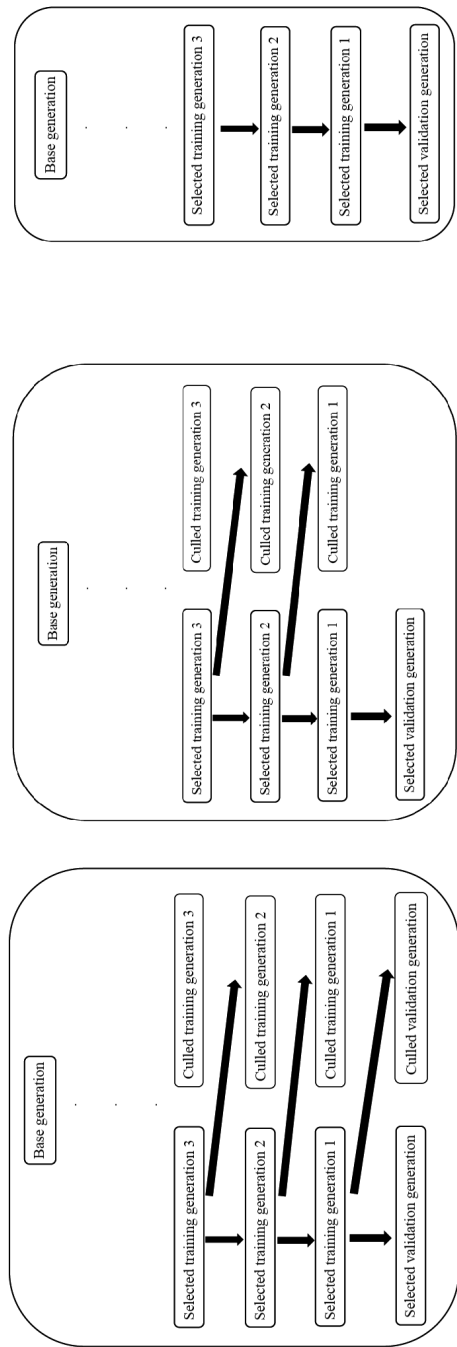 Base generation
Selected training generation 3
Culled training generation 3
Selected training generation 2
Culled training generation 2
Selected training generation 1
Culled training generation 1
Selected validation generation
Culled validation generation
Base generation
Selected training generation 3
Culled training generation 3
Selected training generation 2
Culled training generation 2
Selected training generation 1
Culled training generation 1
Selected validation generation
Base generation
Selected training generation 3
Selected training generation 2
Selected training generation 1
Selected validation generation